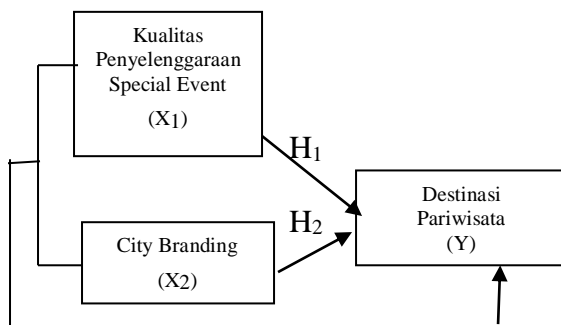 Kualitas
Penyelenggaraan
Special Event
(X1)
H1
Destinasi
Pariwisata
(Y)
H2
City Branding
(X2)